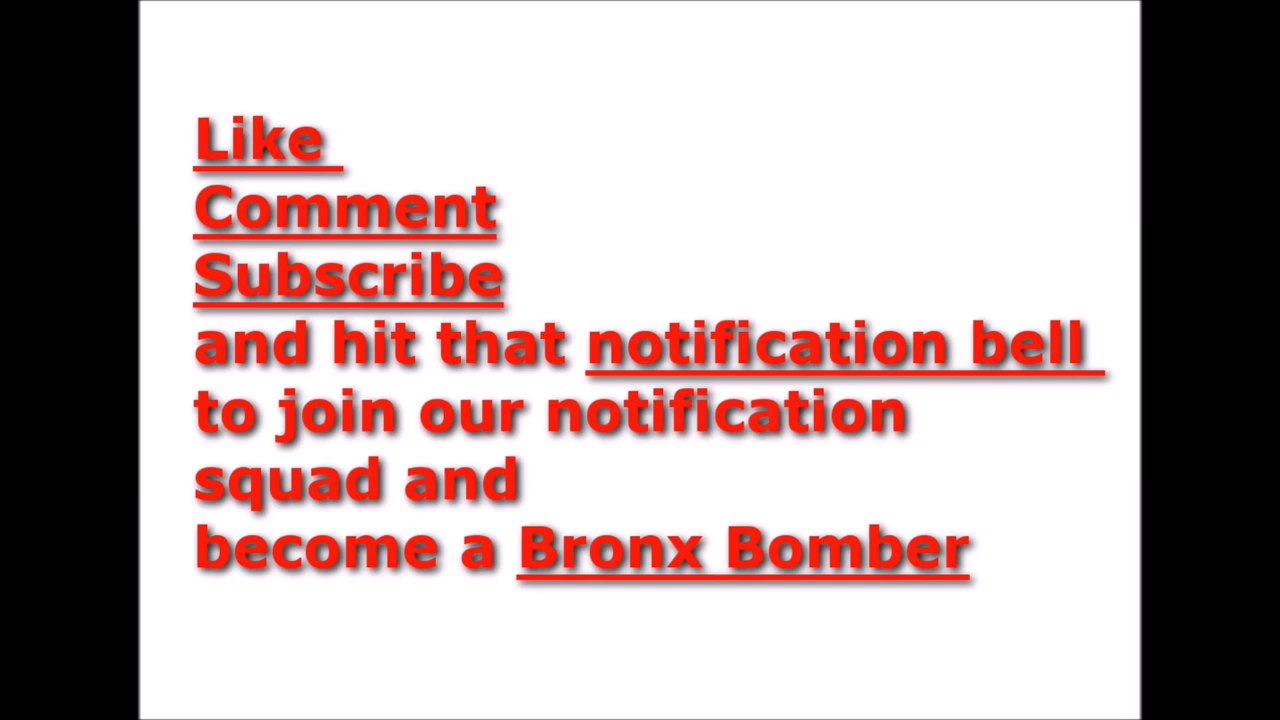 Like
Comment
Subscribe
and hit that notification bell
to join our notification
squad and
become a Bronx Bomber